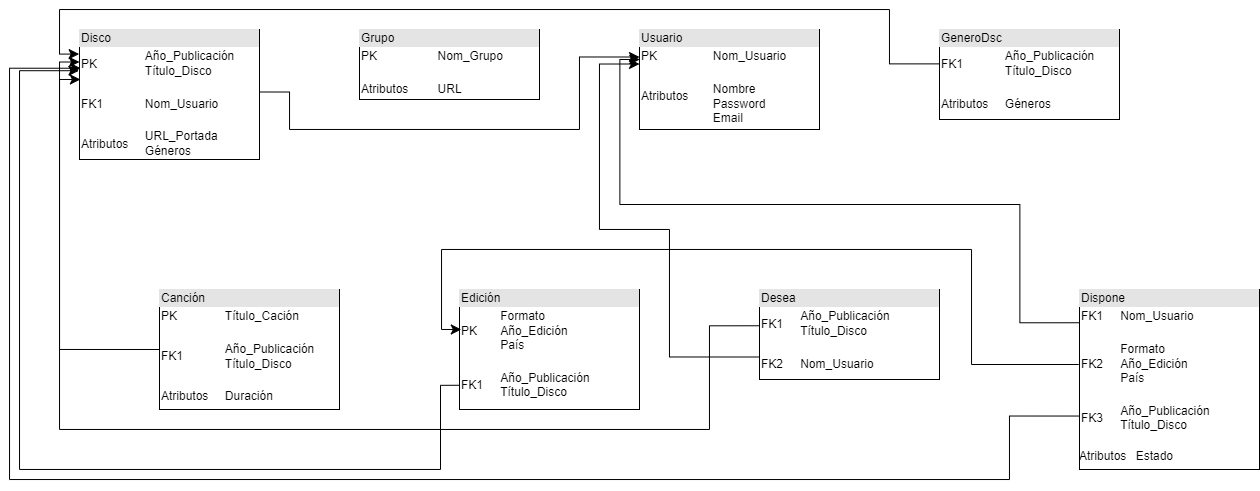 Disco
PK Año_Publicación
Título_Disco
FK1 Nom_Usuario
Atributos URL_Portada
Géneros
Grupo
PK Nom_Grupo
Atributos URL
Usuario
PK Nom_Usuario
Atributos Nombre
Password
Email
GeneroDsc
FK1 Año_Publicación
Título_Disco
Atributos Géneros
Canción
PK Título_Cación
FK1 Año_Publicación
Título_Disco
Atributos Duración
Edición
PK Formato
Año_Edición
País
FK1 Año_Publicación
Título_Disco
Desea
FK1 Año_Publicación
Título_Disco
FK2 Nom_Usuario
Dispone
FK1 Nom_Usuario
FK2 Formato
Año_Edición
País
FK3 Año_Publicación
Título_Disco
Atributos Estado